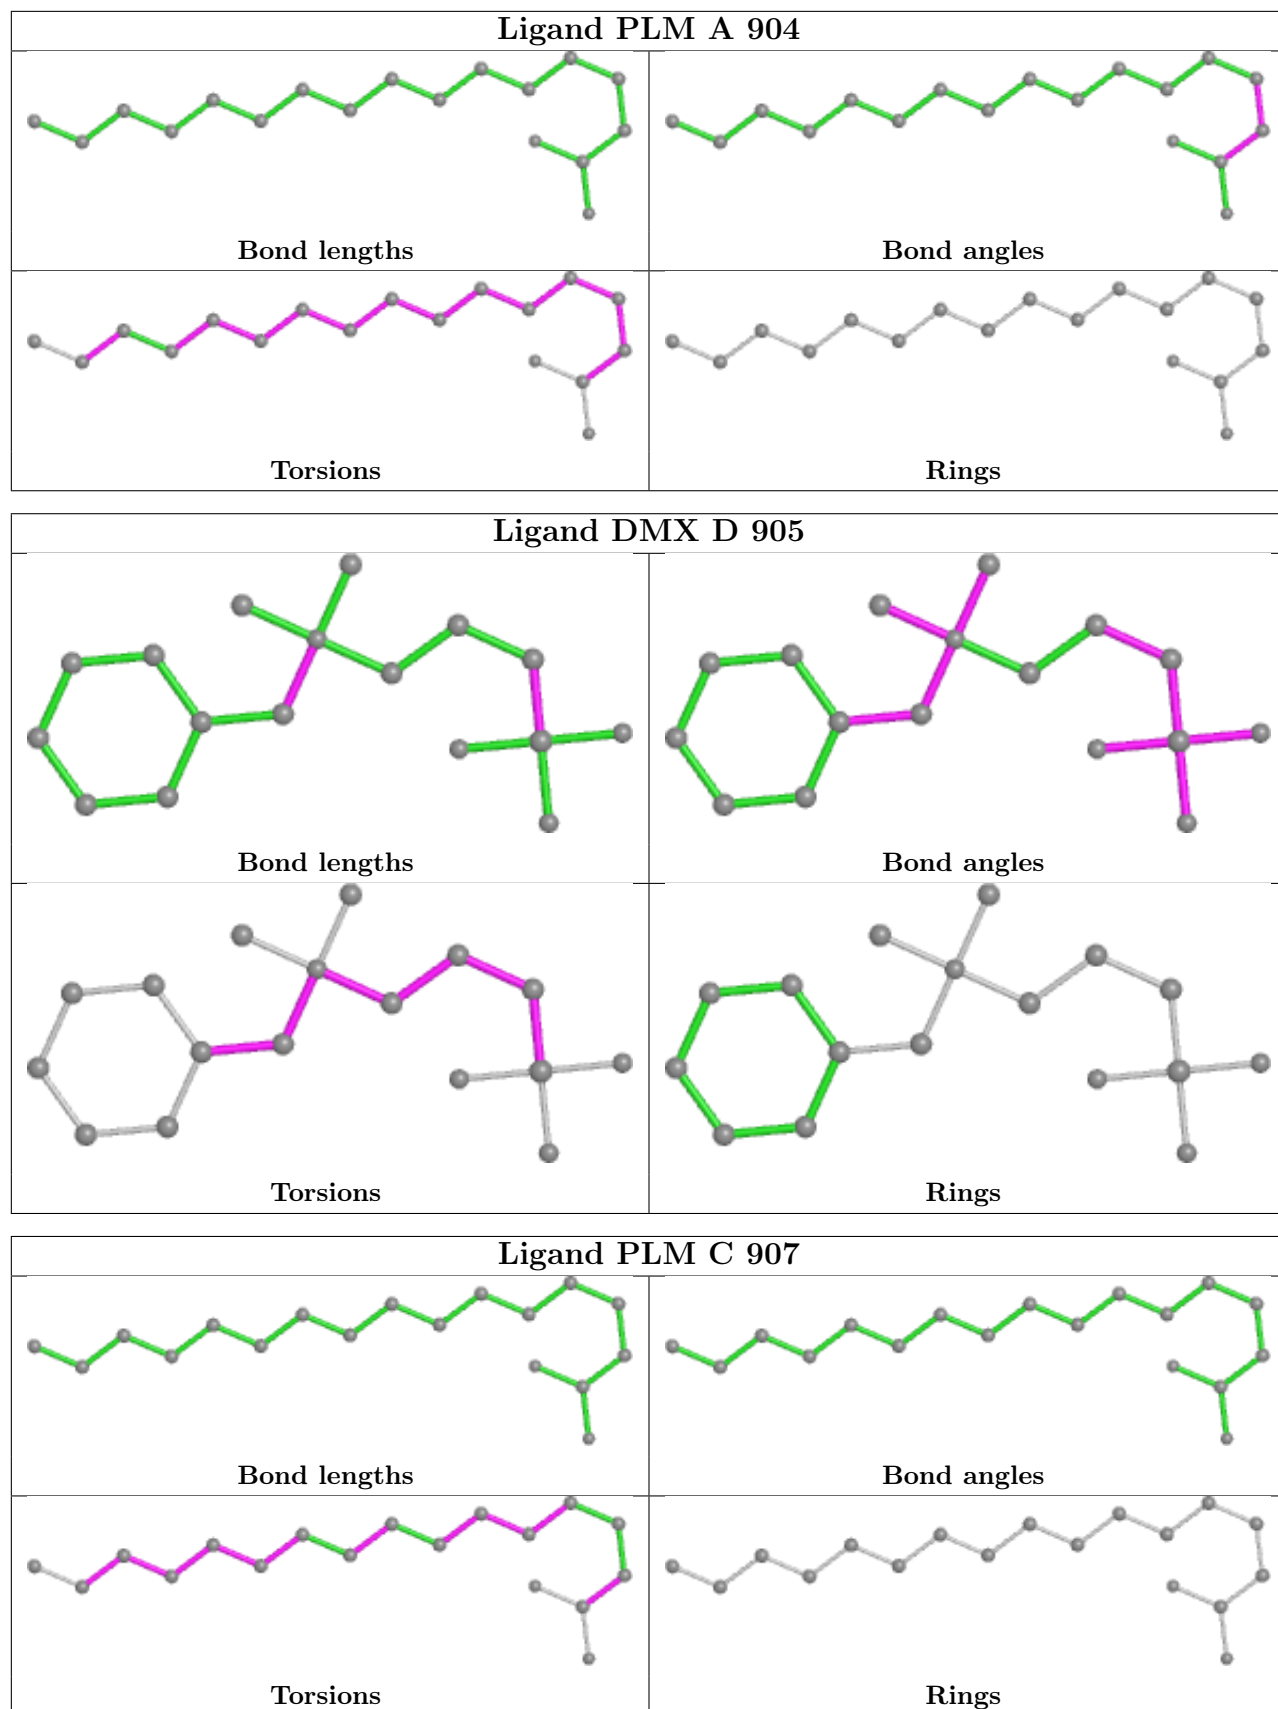 Ligand PLM A 904
Bond lengths
Bond angles
Torsions
Rings
Ligand DMX D 905
Bond lengths
Bond angles
Torsions
Rings
Ligand PLM C 907
Bond lengths
Bond angles
Torsions
Rings